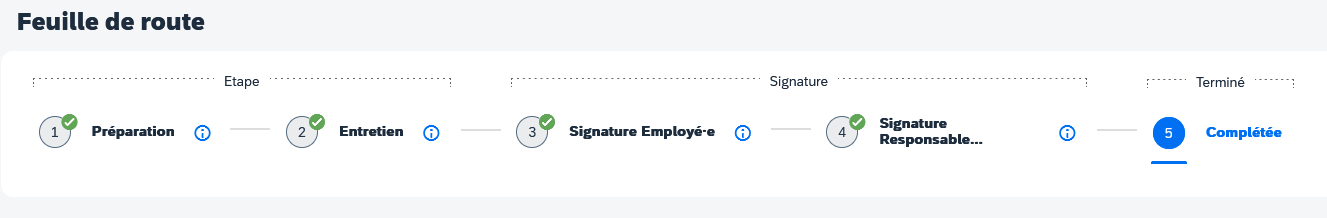 Feuille de route
Etape
Signature
Terminé
1 Préparation
2 Entretien
3 Signature Employé·e
4 Signature
Responsable...
5 Complétée